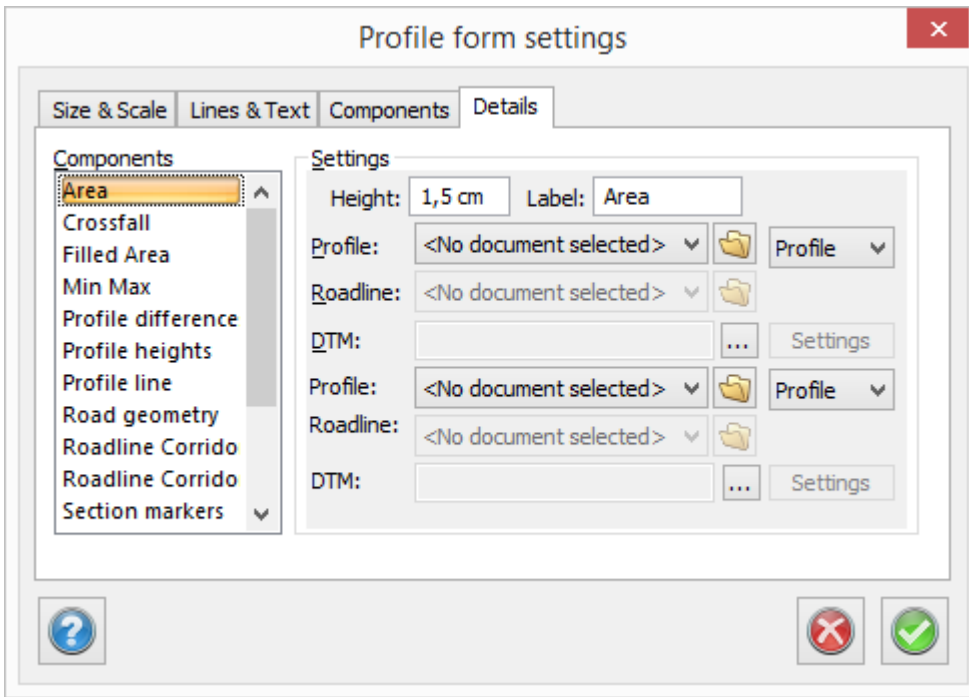 Profile form settings
Size & Scale
Lines & Text
Components
Details
Components
Area
Crossfall
Filled Area
Min Max
Profile difference
Profile heights
Profile line
Road geometry
Roadline Corrido
Roadline Corrido
Section markers
Settings
Height: 1,5 cm Label: Area
Profile: <No document selected> Profile
Roadline: <No document selected>
DTM: ... Settings
Profile: <No document selected> Profile
Roadline: <No document selected>
DTM: ... Settings